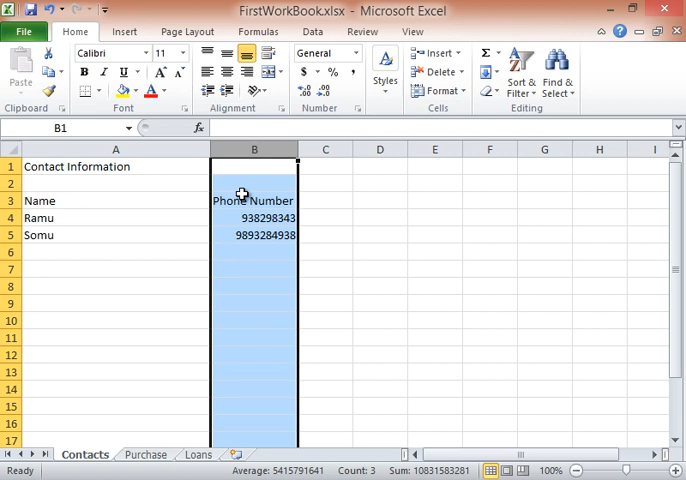 FirstWorkBook.xlsx - Microsoft Excel
File Home Insert Page Layout Formulas Data Review View
Paste
Calibri 11
B I U A A A
General
$ % ,
Styles
Insert
Delete
Format
Σ
Sort & Filter
Find & Select
Clipboard Font Alignment Number Cells Editing
B1 fx
A B C D E F G H I
1 Contact Information
2
3 Name Phone Number
4 Ramu 938298343
5 Somu 9893284938
6
7
8
9
10
11
12
13
14
15
16
17
Contacts Purchase Loans
Ready Average: 5415791641 Count: 3 Sum: 10831583281 100%